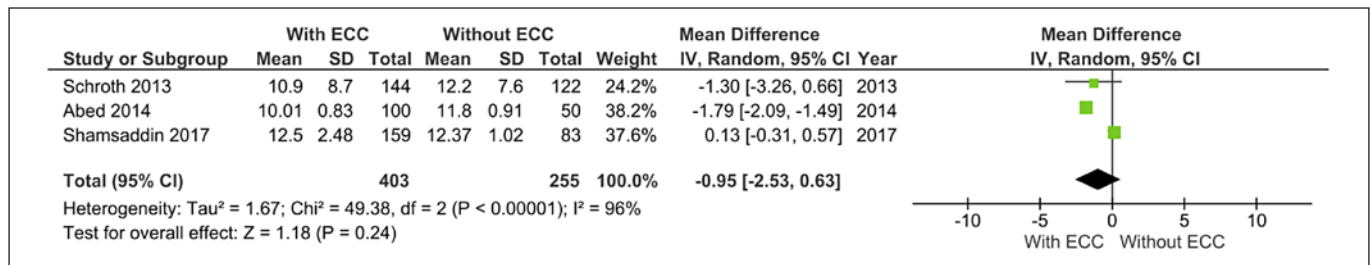 With ECC Without ECC Mean Difference Mean Difference
Study or Subgroup Mean SD Total Mean SD Total Weight IV, Random, 95% CI Year IV, Random, 95% CI
Schroth 2013 10.9 8.7 144 12.2 7.6 122 24.2% -1.30 [-3.26, 0.66] 2013
Abed 2014 10.01 0.83 100 11.8 0.91 50 38.2% -1.79 [-2.09, -1.49] 2014
Shamsaddin 2017 12.5 2.48 159 12.37 1.02 83 37.6% 0.13 [-0.31, 0.57] 2017
Total (95% CI) 403 255 100.0% -0.95 [-2.53, 0.63]
Heterogeneity: Tau² = 1.67; Chi² = 49.38, df = 2 (P < 0.00001); I² = 96%
Test for overall effect: Z = 1.18 (P = 0.24)
-10 -5 0 5 10
With ECC Without ECC